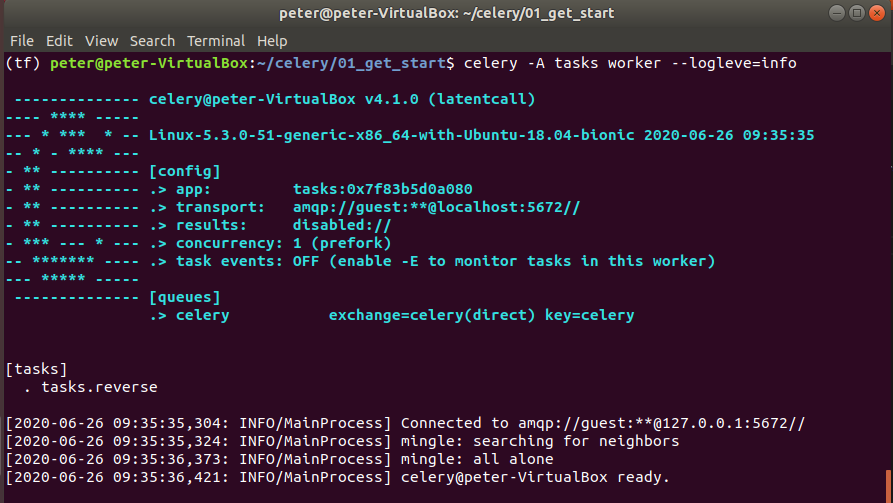 peter@peter-VirtualBox: ~/celery/01_get_start
File Edit View Search Terminal Help
(tf) peter@peter-VirtualBox:~/celery/01_get_start$ celery -A tasks worker --logleve=info
 -------------- celery@peter-VirtualBox v4.1.0 (latentcall)
---- **** -----
--- * ***  * -- Linux-5.3.0-51-generic-x86_64-with-Ubuntu-18.04-bionic 2020-06-26 09:35:35
-- * - **** ---
- ** ---------- [config]
- ** ---------- .> app:         tasks:0x7f83b5d0a080
- ** ---------- .> transport:   amqp://guest:**@localhost:5672//
- ** ---------- .> results:     disabled://
- *** --- * --- .> concurrency: 1 (prefork)
-- ******* ---- .> task events: OFF (enable -E to monitor tasks in this worker)
--- ***** -----
 -------------- [queues]
                .> celery           exchange=celery(direct) key=celery
[tasks]
  . tasks.reverse
[2020-06-26 09:35:35,304: INFO/MainProcess] Connected to amqp://guest:**@127.0.0.1:5672//
[2020-06-26 09:35:35,324: INFO/MainProcess] mingle: searching for neighbors
[2020-06-26 09:35:36,373: INFO/MainProcess] mingle: all alone
[2020-06-26 09:35:36,421: INFO/MainProcess] celery@peter-VirtualBox ready.